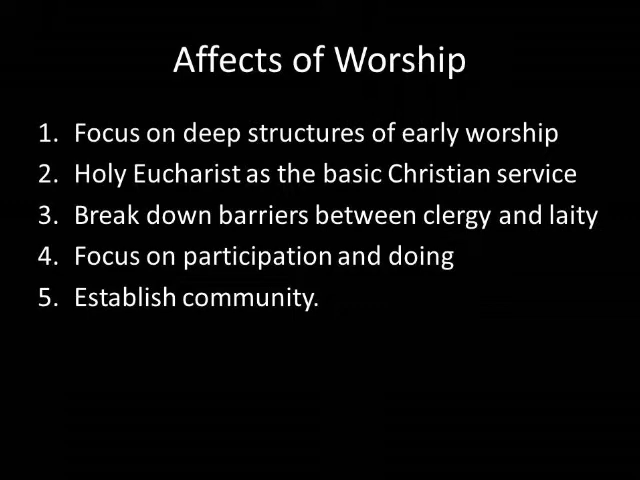 Affects of Worship
1. Focus on deep structures of early worship
2. Holy Eucharist as the basic Christian service
3. Break down barriers between clergy and laity
4. Focus on participation and doing
5. Establish community.